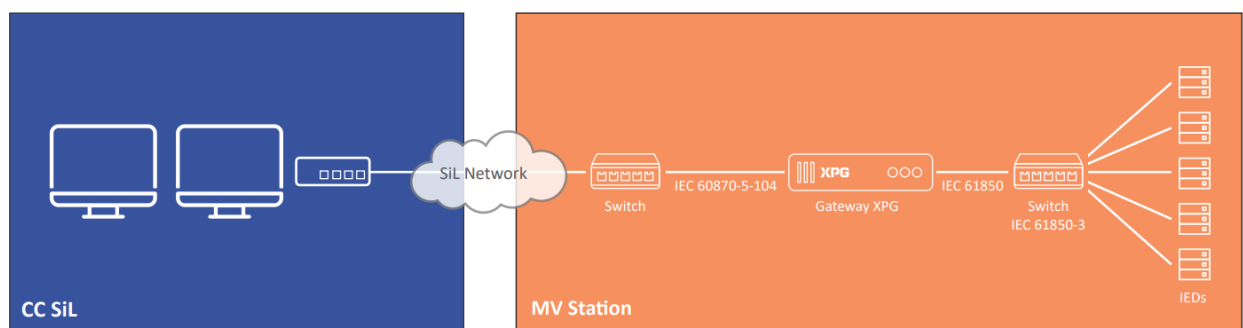 SiL Network
XPG
IEC 60870-5-104
IEC 61850
Switch
Gateway XPG
Switch
IEC 61850-3
IEDs
CC SiL
MV Station